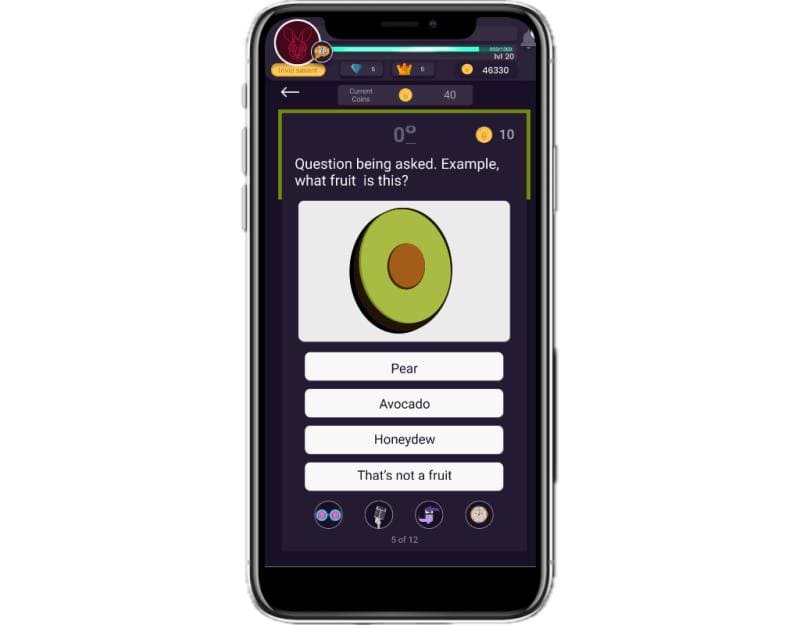 lvl 20
Trivia savant
5
5
46330
Current
Coins
40
10
Question being asked. Example,
what fruit is this?
Pear
Avocado
Honeydew
That’s not a fruit
5 of 12